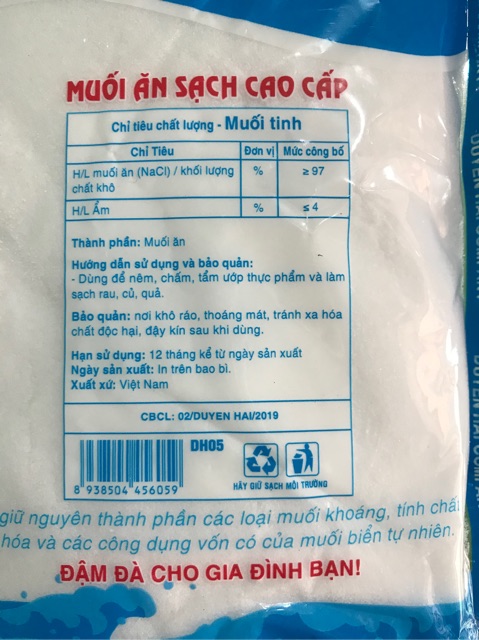 MUỐI ĂN SẠCH CAO CẤP
Chỉ tiêu chất lượng - Muối tinh
Chỉ Tiêu Đơn vị Mức công bố
H/L muối ăn (NaCl) / khối lượng % ≥ 97
chất khô
H/L Ẩm % ≤ 4
Thành phần: Muối ăn
Hướng dẫn sử dụng và bảo quản:
- Dùng để nêm, chấm, tẩm ướp thực phẩm và làm
sạch rau, củ, quả.
Bảo quản: nơi khô ráo, thoáng mát, tránh xa hóa
chất độc hại, đậy kín sau khi dùng.
Hạn sử dụng: 12 tháng kể từ ngày sản xuất
Ngày sản xuất: In trên bao bì.
Xuất xứ: Việt Nam
CBCL: 02/DUYEN HAI/2019
DH05
8 938504 456059
HÃY GIỮ SẠCH MÔI TRƯỜNG
giữ nguyên thành phần các loại muối khoáng, tính chất
hóa và các công dụng vốn có của muối biển tự nhiên.
ĐẬM ĐÀ CHO GIA ĐÌNH BẠN!